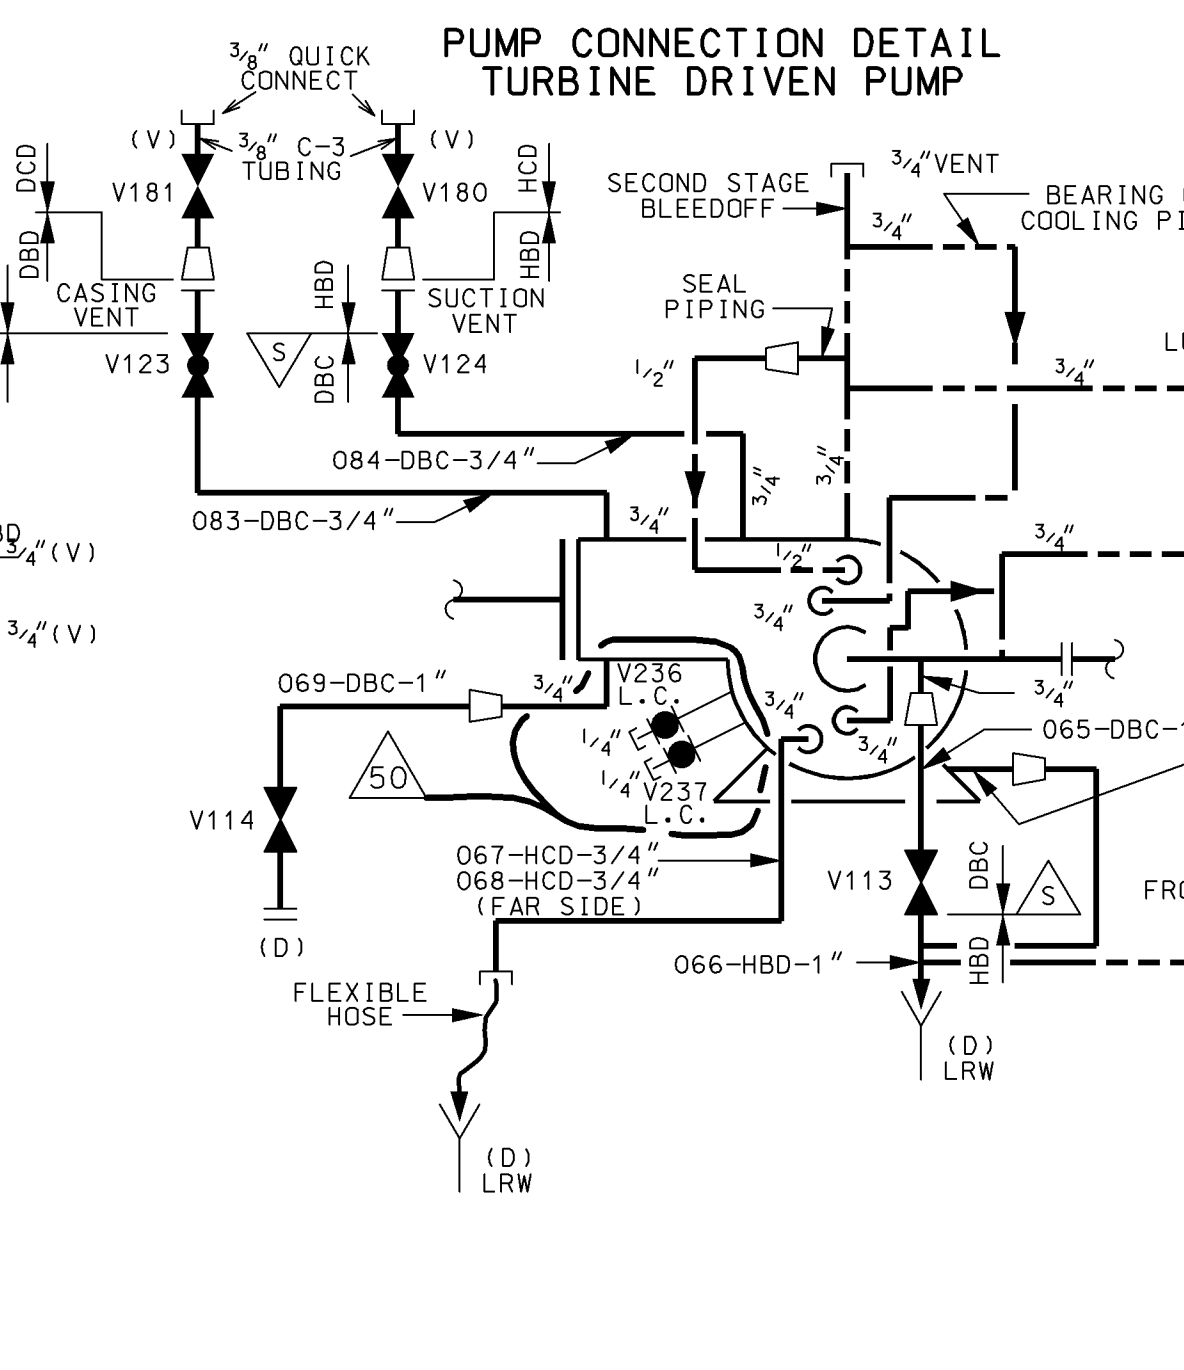 PUMP CONNECTION DETAIL
TURBINE DRIVEN PUMP
3/8" QUICK
CONNECT
(V)
3/8" C-3
TUBING
(V)
3/4" VENT
DCD
V181
V180
HCD
SECOND STAGE
BLEEDOFF
3/4"
BEARING
COOLING
DBD
HBD
HBD
CASING
VENT
SUCTION
VENT
SEAL
PIPING
V123
S
DBC
V124
1/2"
3/4"
084-DBC-3/4"
3/4"
3/4"
083-DBC-3/4"
3/4"
3/4"(V)
1/2"
3/4"
3/4"(V)
3/4"
069-DBC-1"
3/4"
V236
L.C.
3/4"
3/4"
1/4"
3/4"
065-DBC-1
50
1/4"
V237
L.C.
V114
067-HCD-3/4"
068-HCD-3/4"
(FAR SIDE)
V113
DBC
S
(D)
066-HBD-1"
HBD
FLEXIBLE
HOSE
(D)
LRW
(D)
LRW